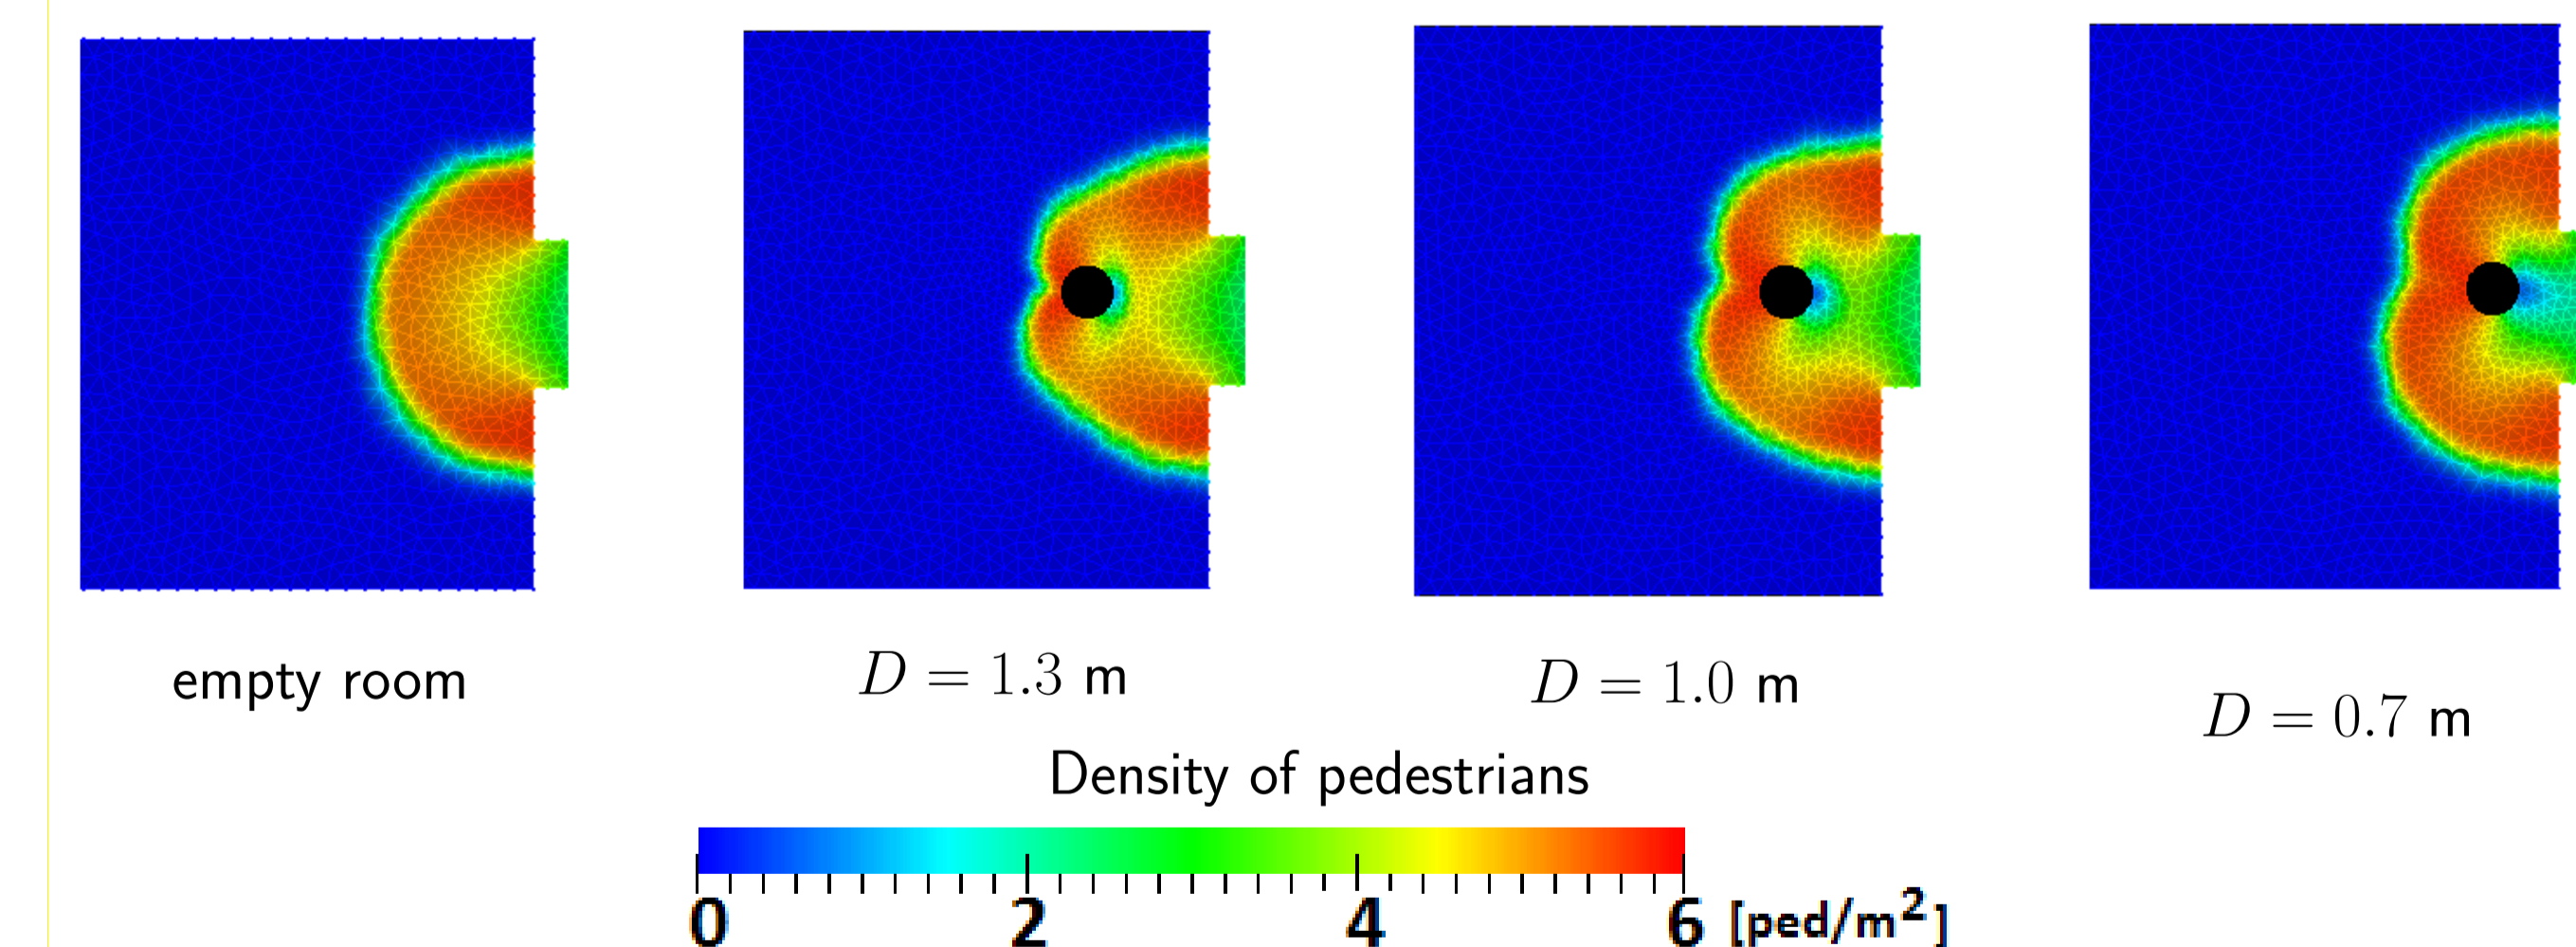 empty room
D = 1.3 m
D = 1.0 m
D = 0.7 m
Density of pedestrians
0 2 4 6 [ped/m²]